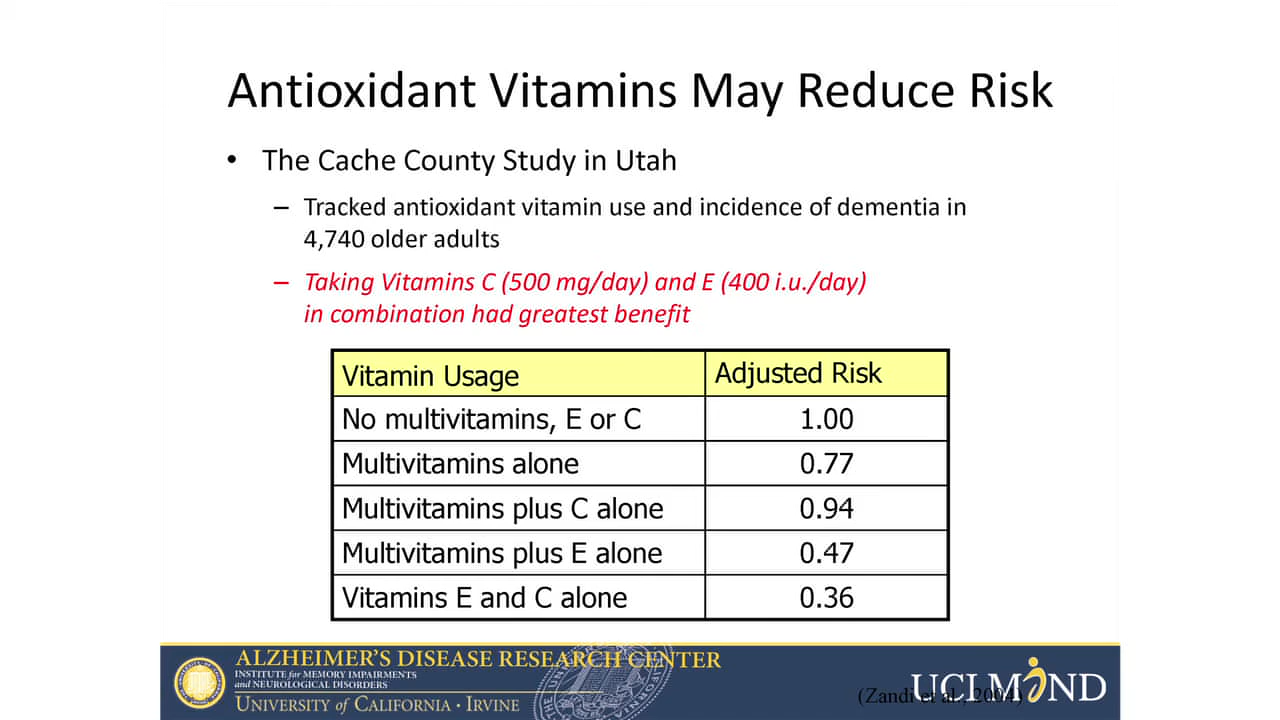 Antioxidant Vitamins May Reduce Risk
• The Cache County Study in Utah
– Tracked antioxidant vitamin use and incidence of dementia in
4,740 older adults
– Taking Vitamins C (500 mg/day) and E (400 i.u./day)
in combination had greatest benefit
Vitamin Usage Adjusted Risk
No multivitamins, E or C 1.00
Multivitamins alone 0.77
Multivitamins plus C alone 0.94
Multivitamins plus E alone 0.47
Vitamins E and C alone 0.36
ALZHEIMER'S DISEASE RESEARCH CENTER
INSTITUTE for MEMORY IMPAIRMENTS
and NEUROLOGICAL DISORDERS
UNIVERSITY of CALIFORNIA • IRVINE
UCI MIND
(Zandi et al., 2004)